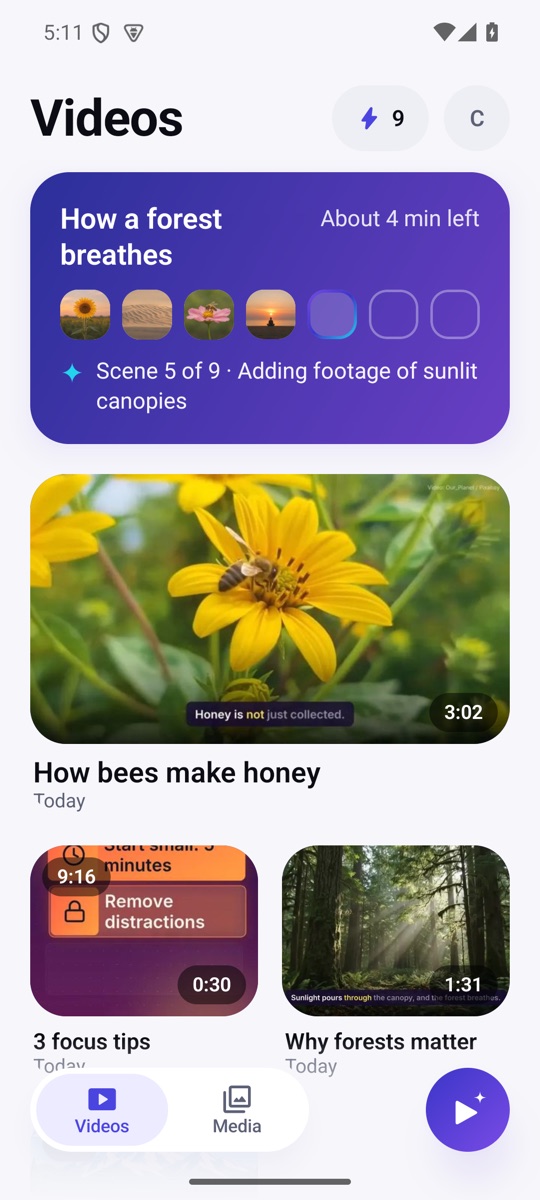 5:11
Videos
9
C
How a forest
breathes
About 4 min left
Scene 5 of 9 · Adding footage of sunlit
canopies
Honey is not just collected.
3:02
How bees make honey
Today
Start small: 5
minutes
9:16
Remove
distractions
0:30
1:31
Sunlight pours through the canopy, and the forest breathes.
3 focus tips
Today
Why forests matter
Today
Videos
Media